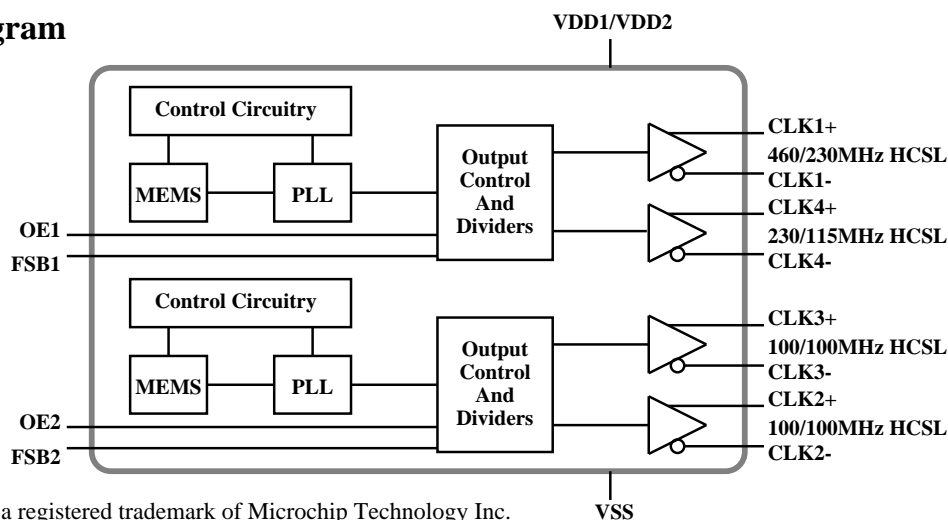 gram
VDD1/VDD2
Control Circuitry
MEMS
PLL
Output
Control
And
Dividers
CLK1+
460/230MHz HCSL
CLK1-
CLK4+
230/115MHz HCSL
CLK4-
OE1
FSB1
Control Circuitry
MEMS
PLL
Output
Control
And
Dividers
CLK3+
100/100MHz HCSL
CLK3-
CLK2+
100/100MHz HCSL
CLK2-
OE2
FSB2
a registered trademark of Microchip Technology Inc.
VSS